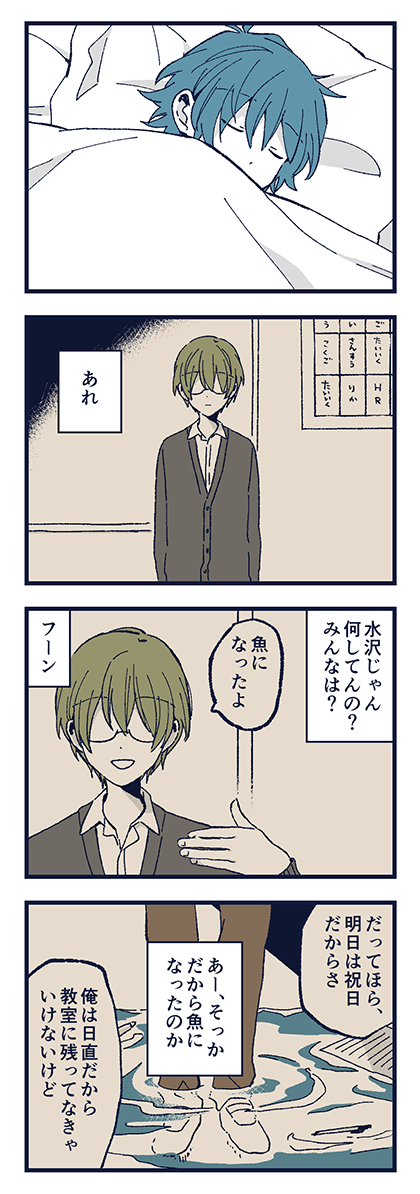 あれ
う
い
ご
こくご
さんすう
たいいく
たいいく
りか
HR
水沢じゃん
何してんの？
みんなは？
魚に
なったよ
フーン
だってほら、
明日は祝日
だからさ
あー、そっか
だから魚に
なったのか
俺は日直だから
教室に残ってなきゃ
いけないけど